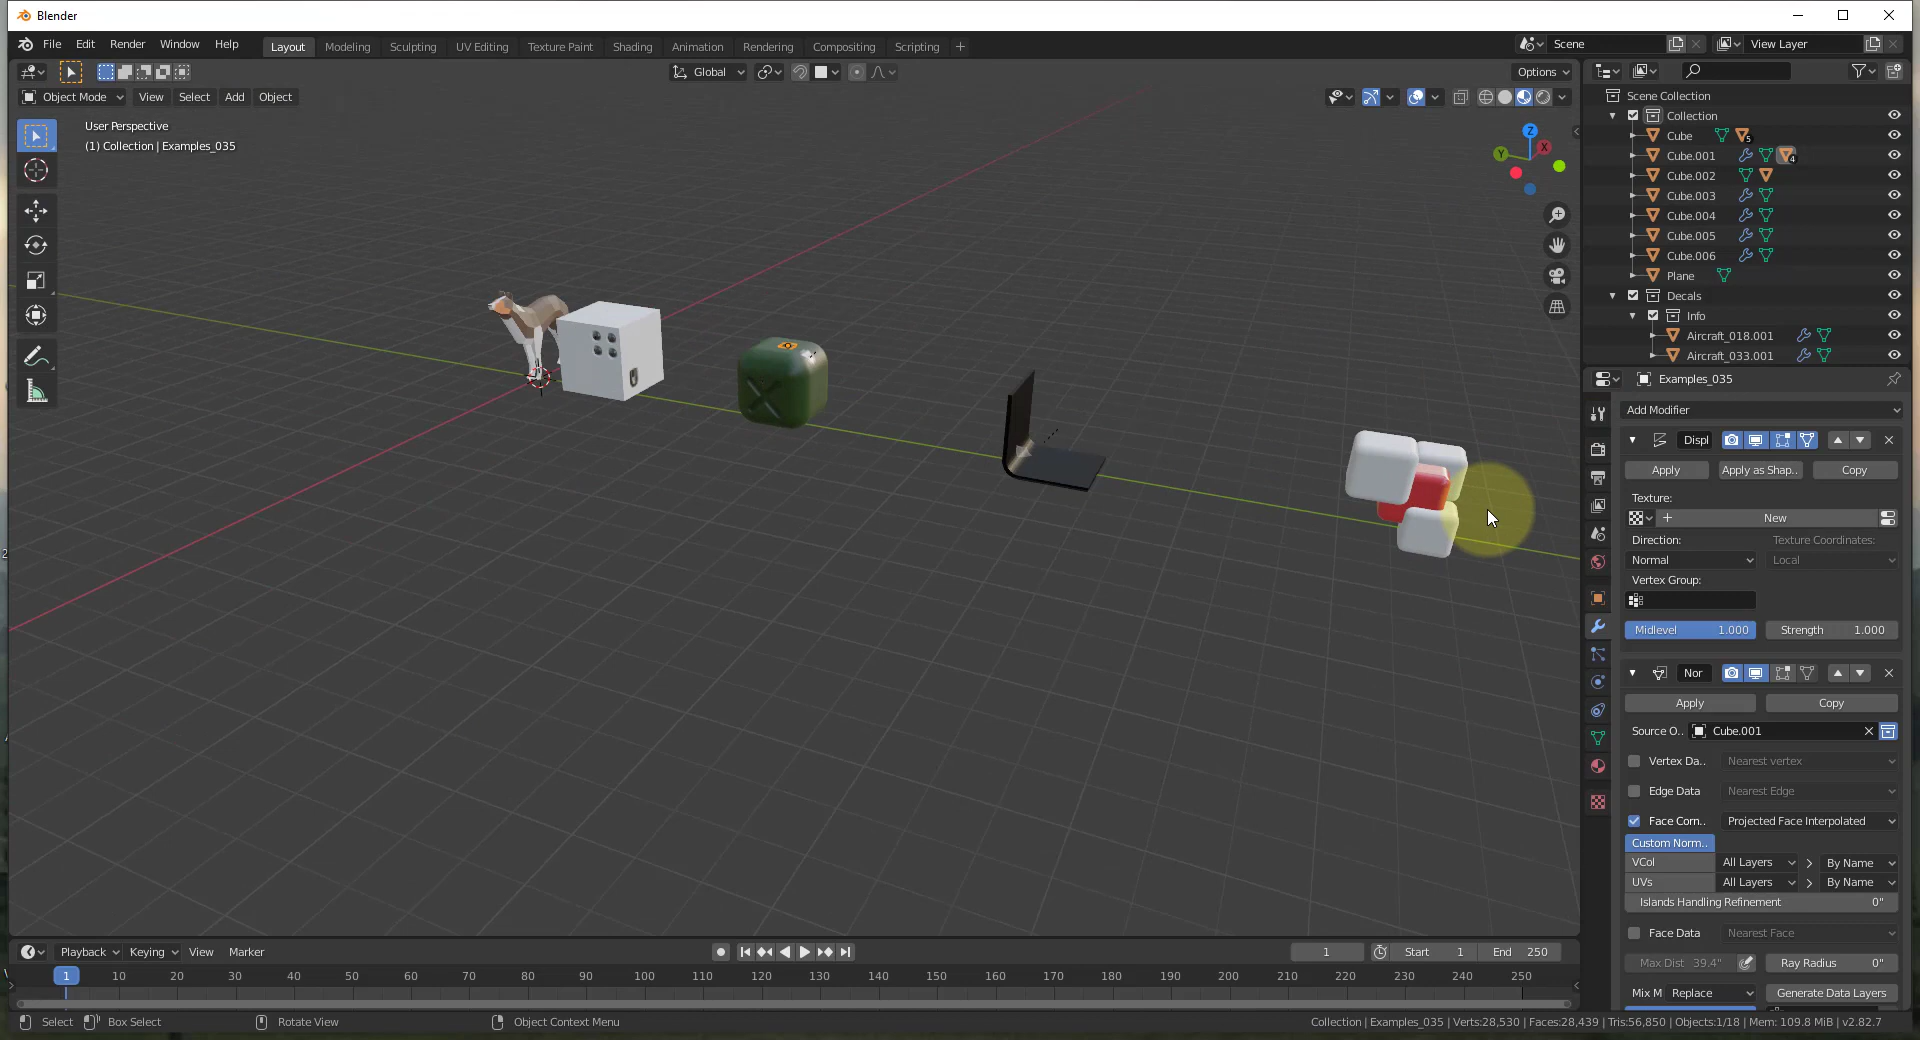 Blender
File Edit Render Window Help
Layout Modeling Sculpting UV Editing Texture Paint Shading Animation Rendering Compositing Scripting +
Scene
View Layer
Global
Options
Object Mode View Select Add Object
User Perspective
(1) Collection | Examples_035
Z
X
Y
Scene Collection
Collection
Cube 5
Cube.001 4
Cube.002
Cube.003
Cube.004
Cube.005
Cube.006
Plane
Decals
Info
Aircraft_018.001
Aircraft_033.001
Examples_035
Add Modifier
Displ
Apply Apply as Shap.. Copy
Texture:
New
Direction: Texture Coordinates:
Normal Local
Vertex Group:
Midlevel 1.000 Strength 1.000
Nor
Apply Copy
Source O.. Cube.001
Vertex Da.. Nearest vertex
Edge Data Nearest Edge
Face Corn.. Projected Face Interpolated
Custom Norm..
VCol All Layers By Name
UVs All Layers By Name
Islands Handling Refinement 0"
Face Data Nearest Face
Max Dist 39.4" Ray Radius 0"
Mix M Replace Generate Data Layers
Playback Keying View Marker
1 Start 1 End 250
1 10 20 30 40 50 60 70 80 90 100 110 120 130 140 150 160 170 180 190 200 210 220 230 240 250
Select Box Select Rotate View Object Context Menu
Collection | Examples_035 | Verts:28,530 | Faces:28,439 | Tris:56,850 | Objects:1/18 | Mem: 109.8 MiB | v2.82.7